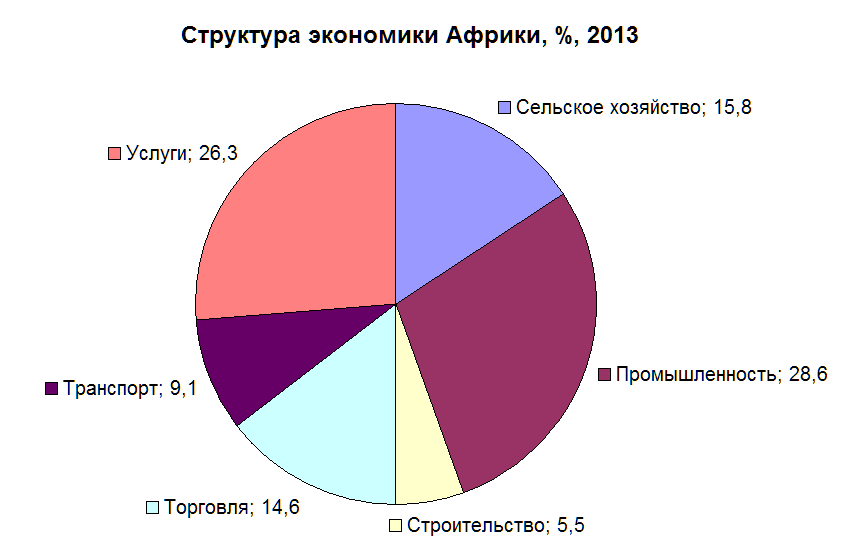 Структура экономики Африки, %, 2013
Сельское хозяйство; 15,8
Услуги; 26,3
Промышленность; 28,6
Транспорт; 9,1
Торговля; 14,6
Строительство; 5,5